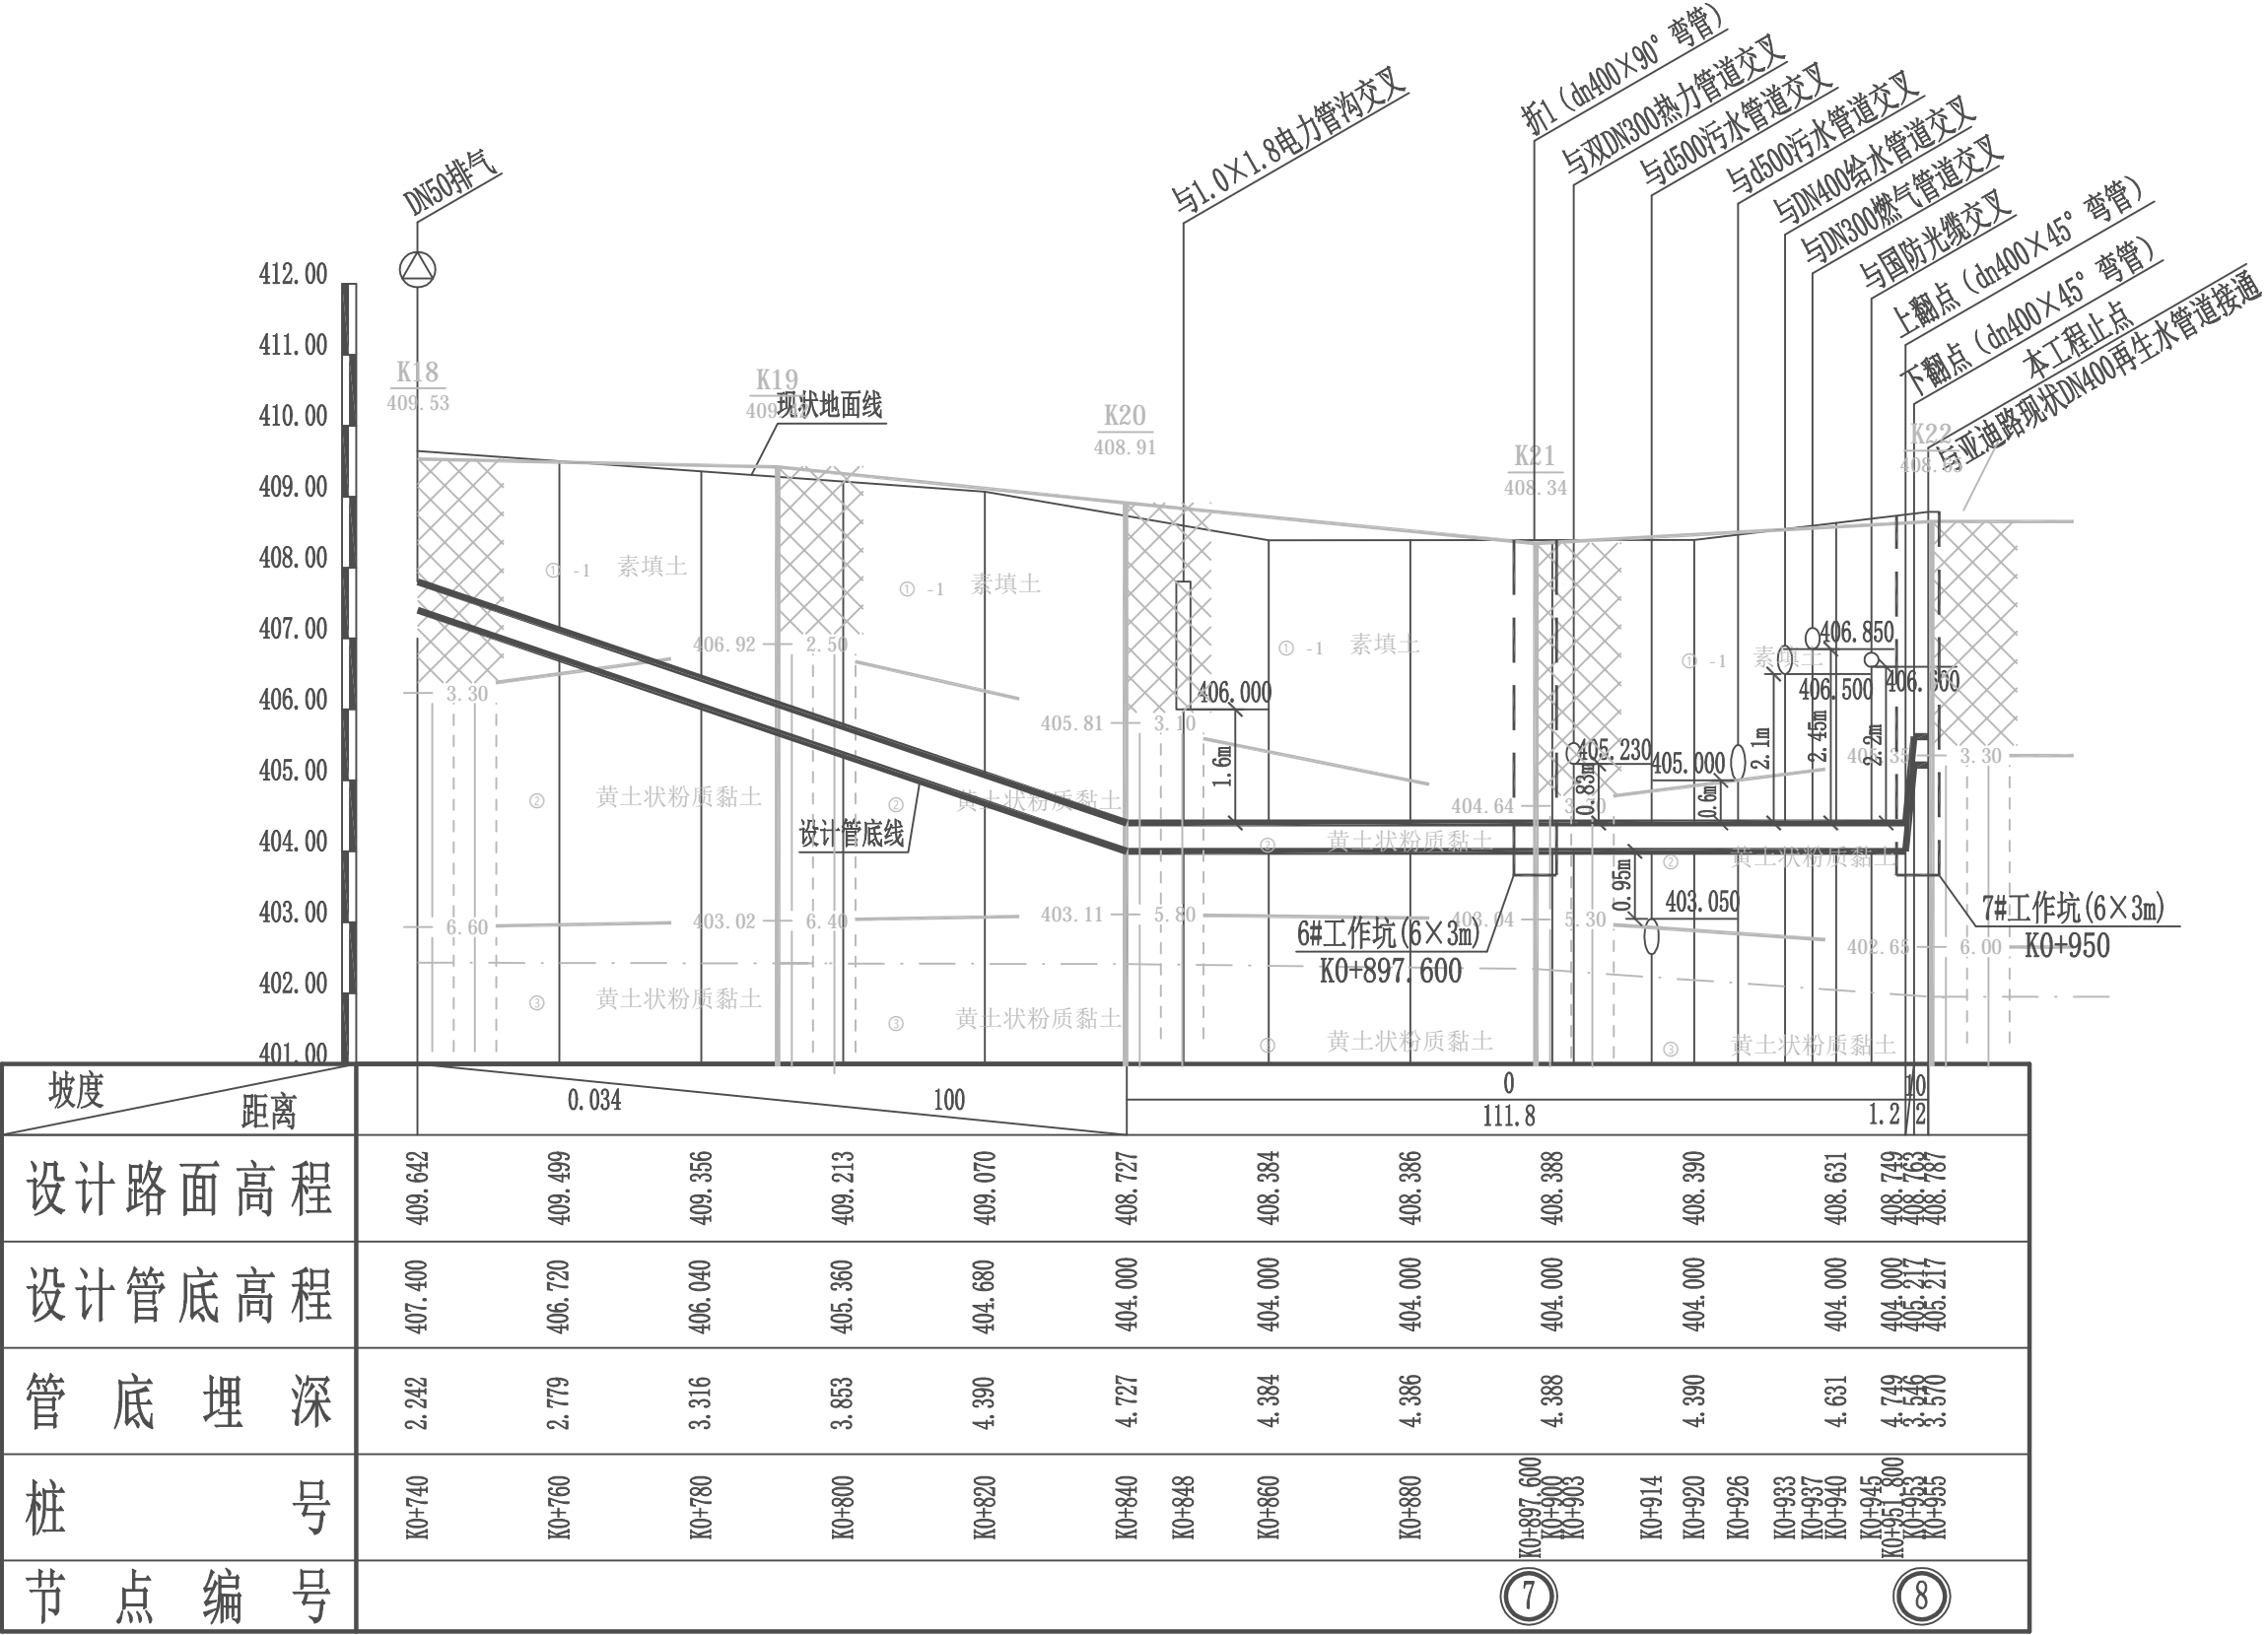 折1（dn400×90° 弯管）
与双DN300热力管道交叉
与d500污水管道交叉
与d500污水管道交叉
与1.0×1.8电力管沟交叉
与DN400给水管道交叉
与DN300燃气管道交叉
DN50排气
与国防光缆交叉
上翻点（dn400×45° 弯管）
下翻点（dn400×45° 弯管）
本工程止点
与亚迪路现状DN400再生水管道接通
412.00
411.00
410.00
409.00
408.00
407.00
406.00
405.00
404.00
403.00
402.00
401.00
K18
409.53
K19
现状地面线
K20
408.91
K21
408.34
K22
① -1 素填土
① -1 素填土
① -1 素填土
① -1 素填土
406.92 2.50
3.30
405.81 3.10
404.64
3.30
406.000
1.6m
405.230
0.83m
405.000
0.6m
2.1m
406.500
406.850
2.45m
2.2m
② 黄土状粉质黏土
② 黄土状粉质黏土
② 黄土状粉质黏土
② 黄土状粉质黏土
设计管底线
0.95m
403.050
6.60
403.02 6.40
403.11 5.80
403.04 5.30
402.65 6.00
6#工作坑(6×3m)
K0+897.600
7#工作坑(6×3m)
K0+950
③ 黄土状粉质黏土
③ 黄土状粉质黏土
黄土状粉质黏土
③ 黄土状粉质黏土
坡度
距离
0.034 100
0 10
111.8 1.2 2
设计路面高程 409.642 409.499 409.356 409.213 409.070 408.727 408.384 408.386 408.388 408.390 408.631 408.749 408.763 408.787
设计管底高程 407.400 406.720 406.040 405.360 404.680 404.000 404.000 404.000 404.000 404.000 404.000 404.000 405.217 405.217
管底埋深 2.242 2.779 3.316 3.853 4.390 4.727 4.384 4.386 4.388 4.390 4.631 4.749 3.546 3.570
桩号 K0+740 K0+760 K0+780 K0+800 K0+820 K0+840 K0+848 K0+860 K0+880 K0+897.600 K0+900 K0+903 K0+914 K0+920 K0+926 K0+933 K0+937 K0+940 K0+945 K0+951.800 K0+953 K0+955
节点编号 7 8